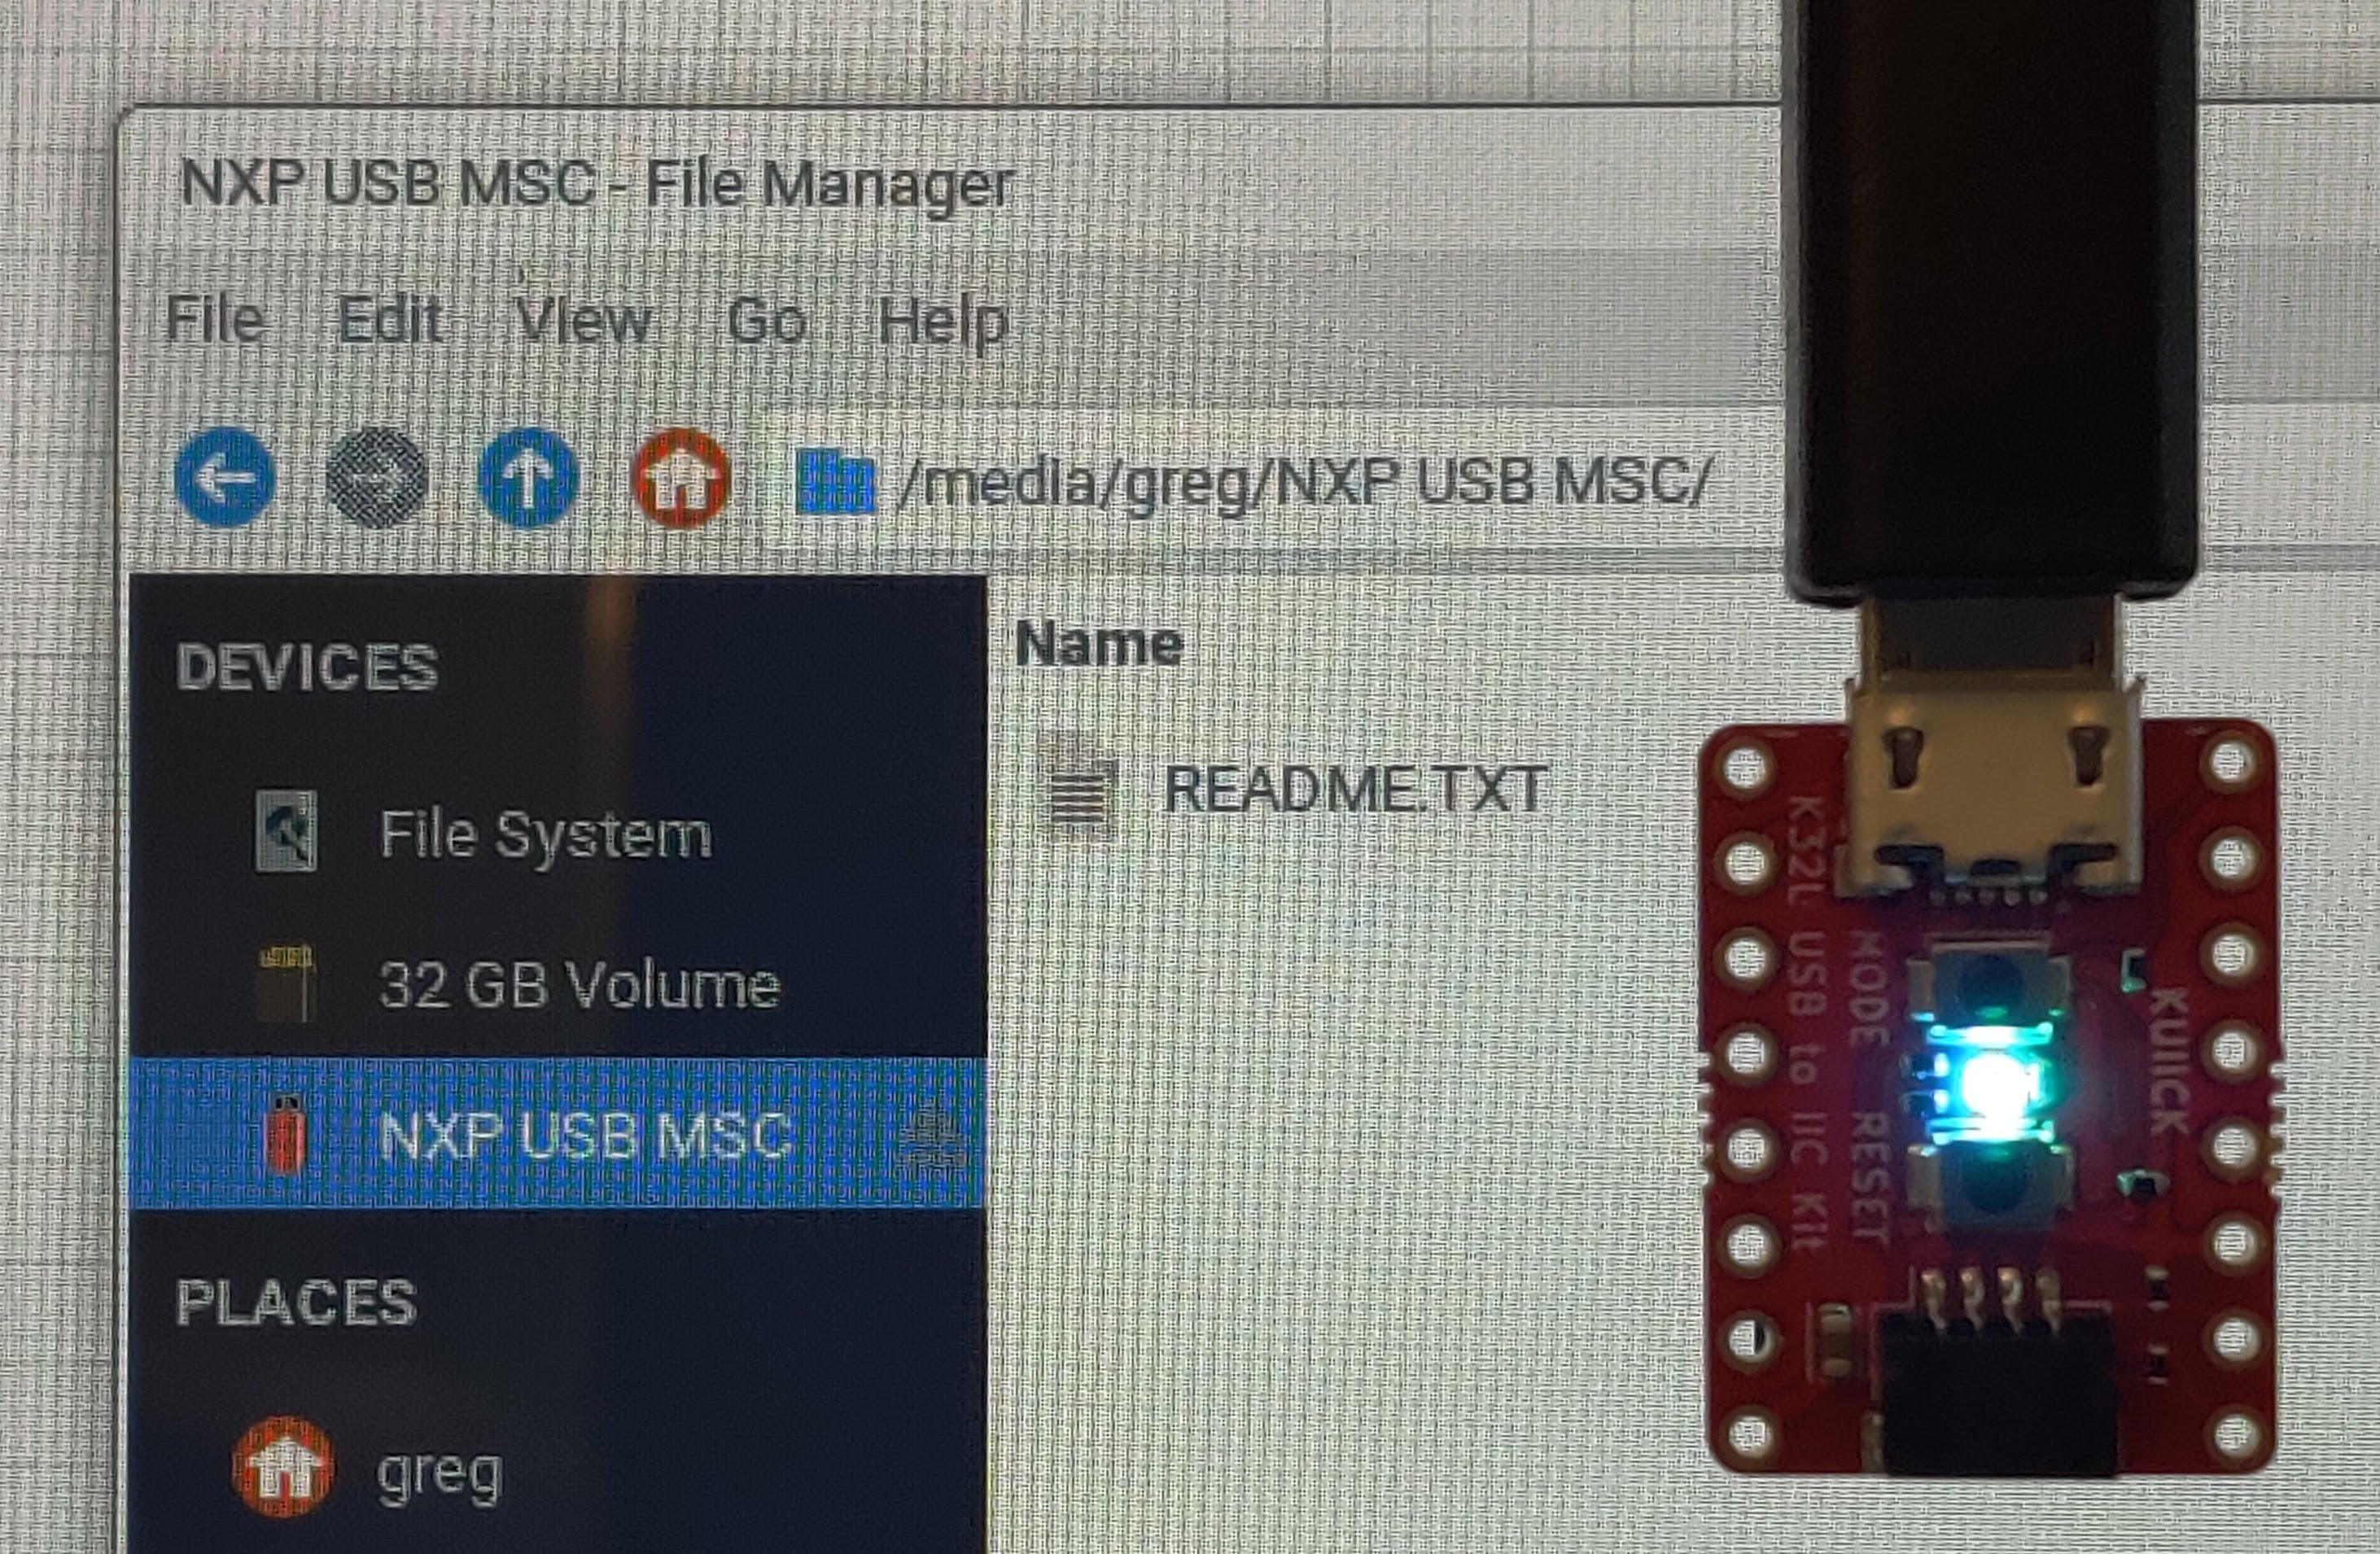 NXP USB MSC - File Manager
File Edit View Go Help
/media/greg/NXP USB MSC/
DEVICES
File System
32 GB Volume
NXP USB MSC
PLACES
greg
Name
README.TXT
K32L USB to IIC Kit
MODE RESET
KUIICK